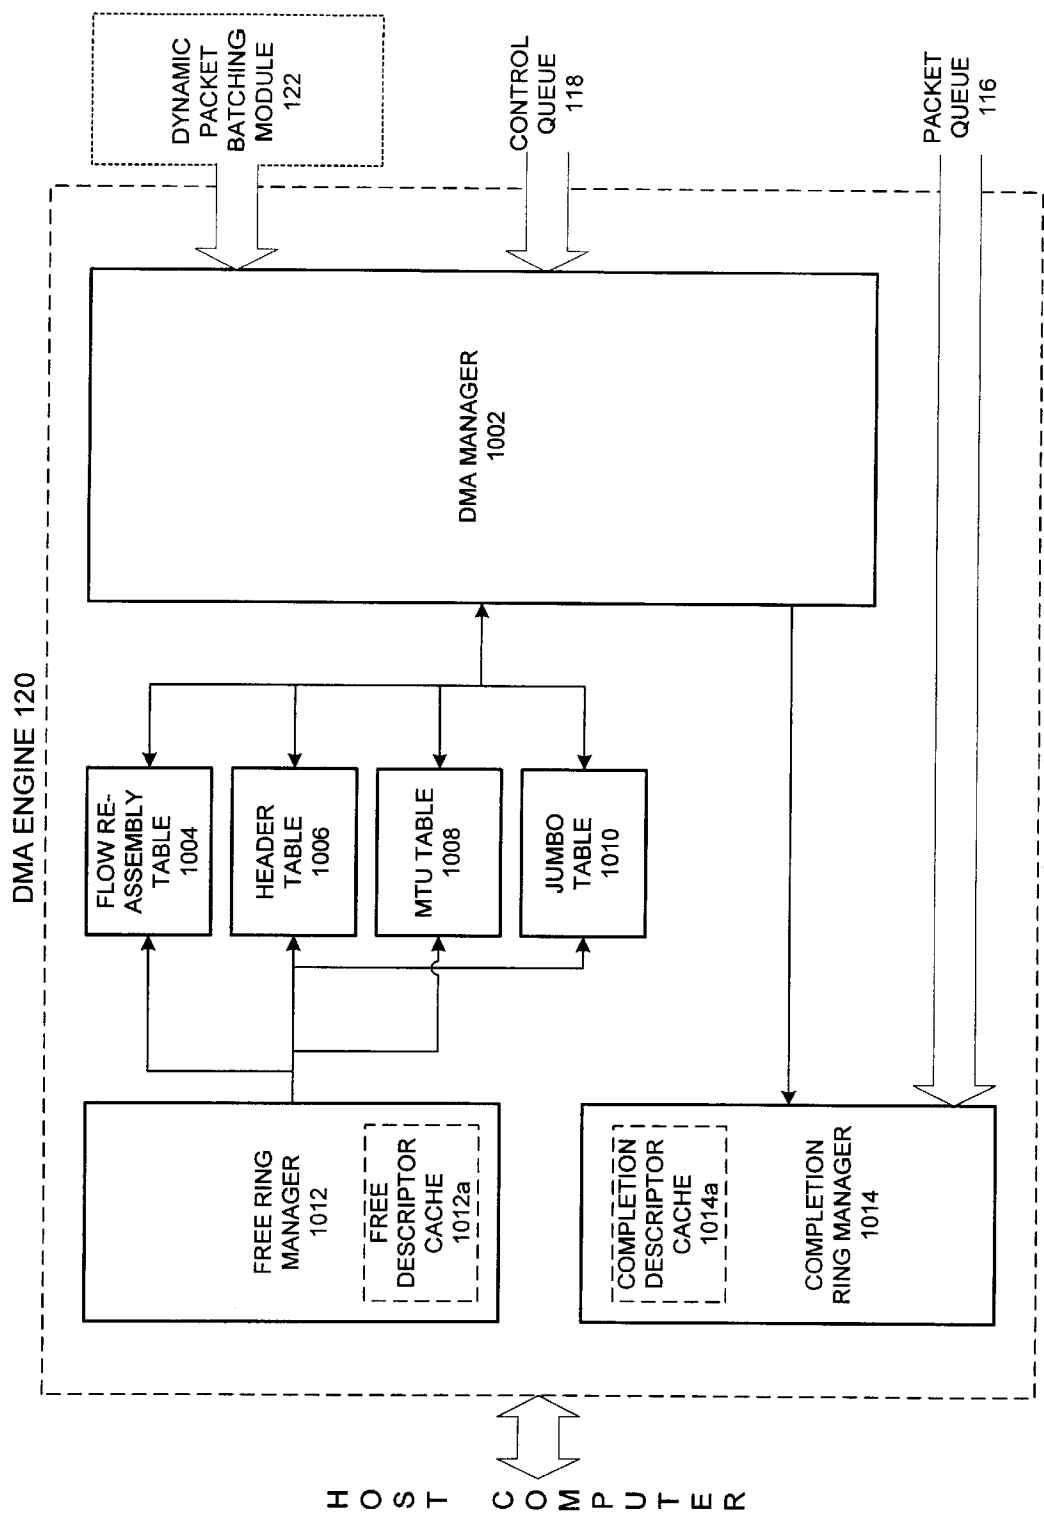 DMA ENGINE 120
DYNAMIC
PACKET
BATCHING
MODULE
122
CONTROL
QUEUE
118
PACKET
QUEUE
116
DMA MANAGER
1002
FLOW RE-
ASSEMBLY
TABLE
1004
HEADER
TABLE
1006
MTU TABLE
1008
JUMBO
TABLE
1010
FREE RING
MANAGER
1012
FREE
DESCRIPTOR
CACHE
1012a
COMPLETION
DESCRIPTOR
CACHE
1014a
COMPLETION
RING MANAGER
1014
HOST COMPUTER